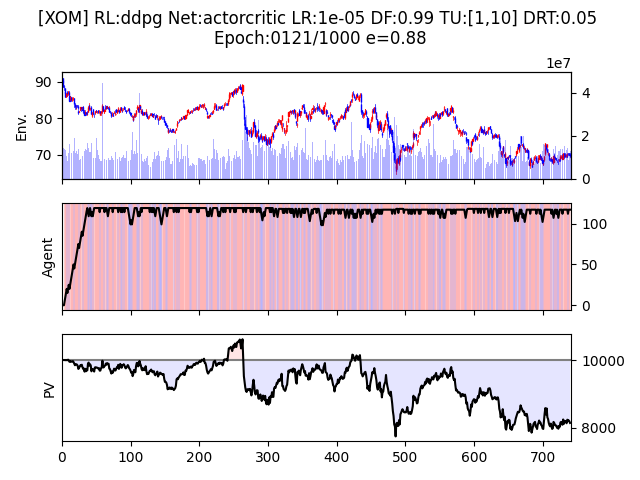 [XOM] RL:ddpg Net:actorcritic LR:1e-05 DF:0.99 TU:[1,10] DRT:0.05
Epoch:0121/1000 e=0.88
1e7
Env.
90
80
70
4
2
0
Agent
100
50
0
PV
10000
8000
0 100 200 300 400 500 600 700